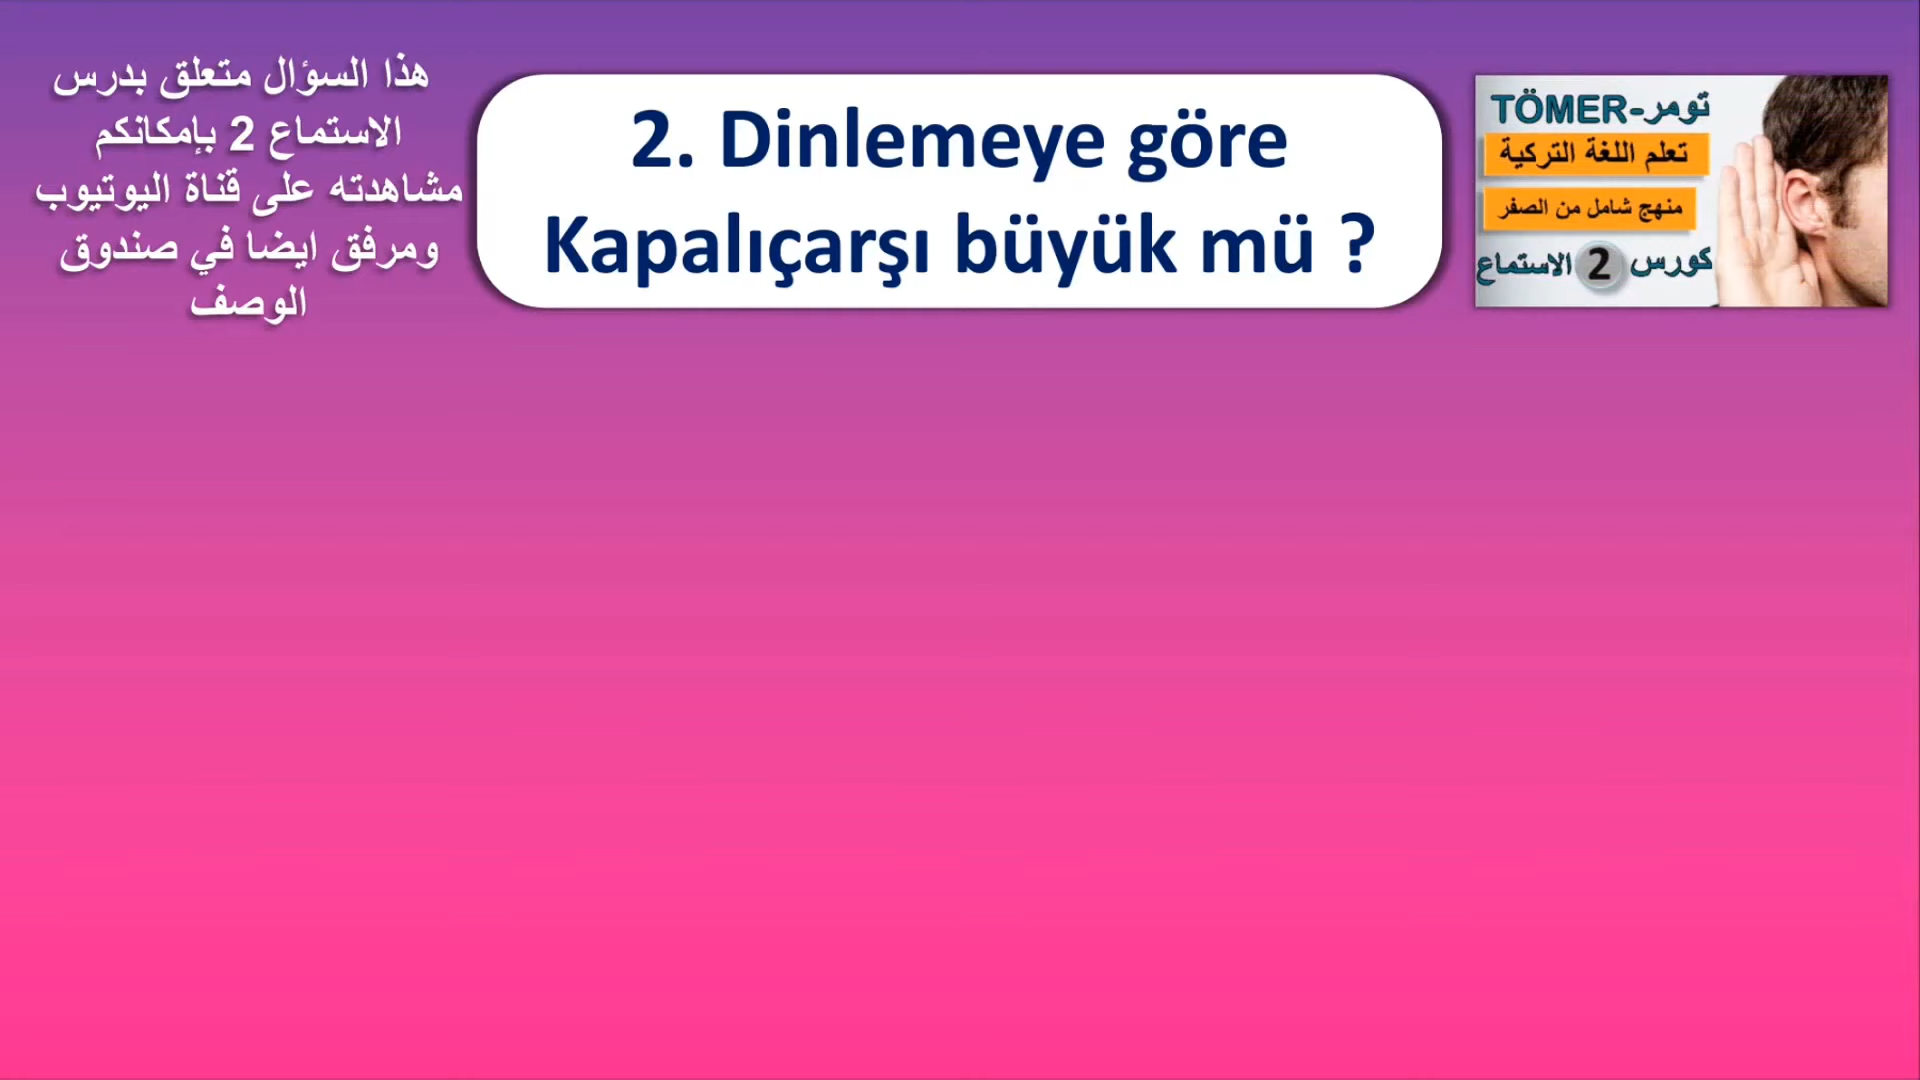 هذا السؤال متعلق بدرس
الاستماع 2 بإمكانكم
مشاهدته على قناة اليوتيوب
ومرفق ايضا في صندوق
الوصف
2. Dinlemeye göre
Kapalıçarşı büyük mü ?
تومر-TÖMER
تعلم اللغة التركية
منهج شامل من الصفر
كورس 2 الاستماع